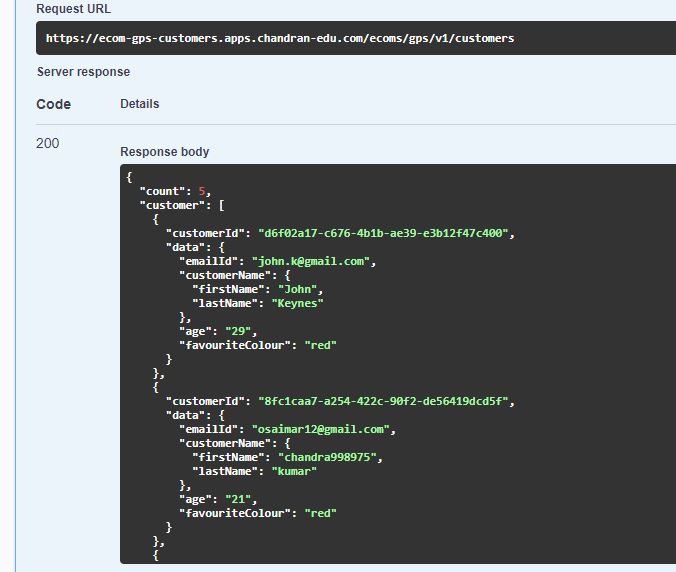 Request URL
https://ecom-gps-customers.apps.chandran-edu.com/ecoms/gps/v1/customers
Server response
Code Details
200
Response body
{
"count": 5,
"customer": [
{
"customerId": "d6f02a17-c676-4b1b-ae39-e3b12f47c400",
"data": {
"emailId": "john.k@gmail.com",
"customerName": {
"firstName": "John",
"lastName": "Keynes"
},
"age": "29",
"favouriteColour": "red"
}
},
{
"customerId": "8fc1caa7-a254-422c-90f2-de56419dcd5f",
"data": {
"emailId": "osaimar12@gmail.com",
"customerName": {
"firstName": "chandra998975",
"lastName": "kumar"
},
"age": "21",
"favouriteColour": "red"
}
},
{